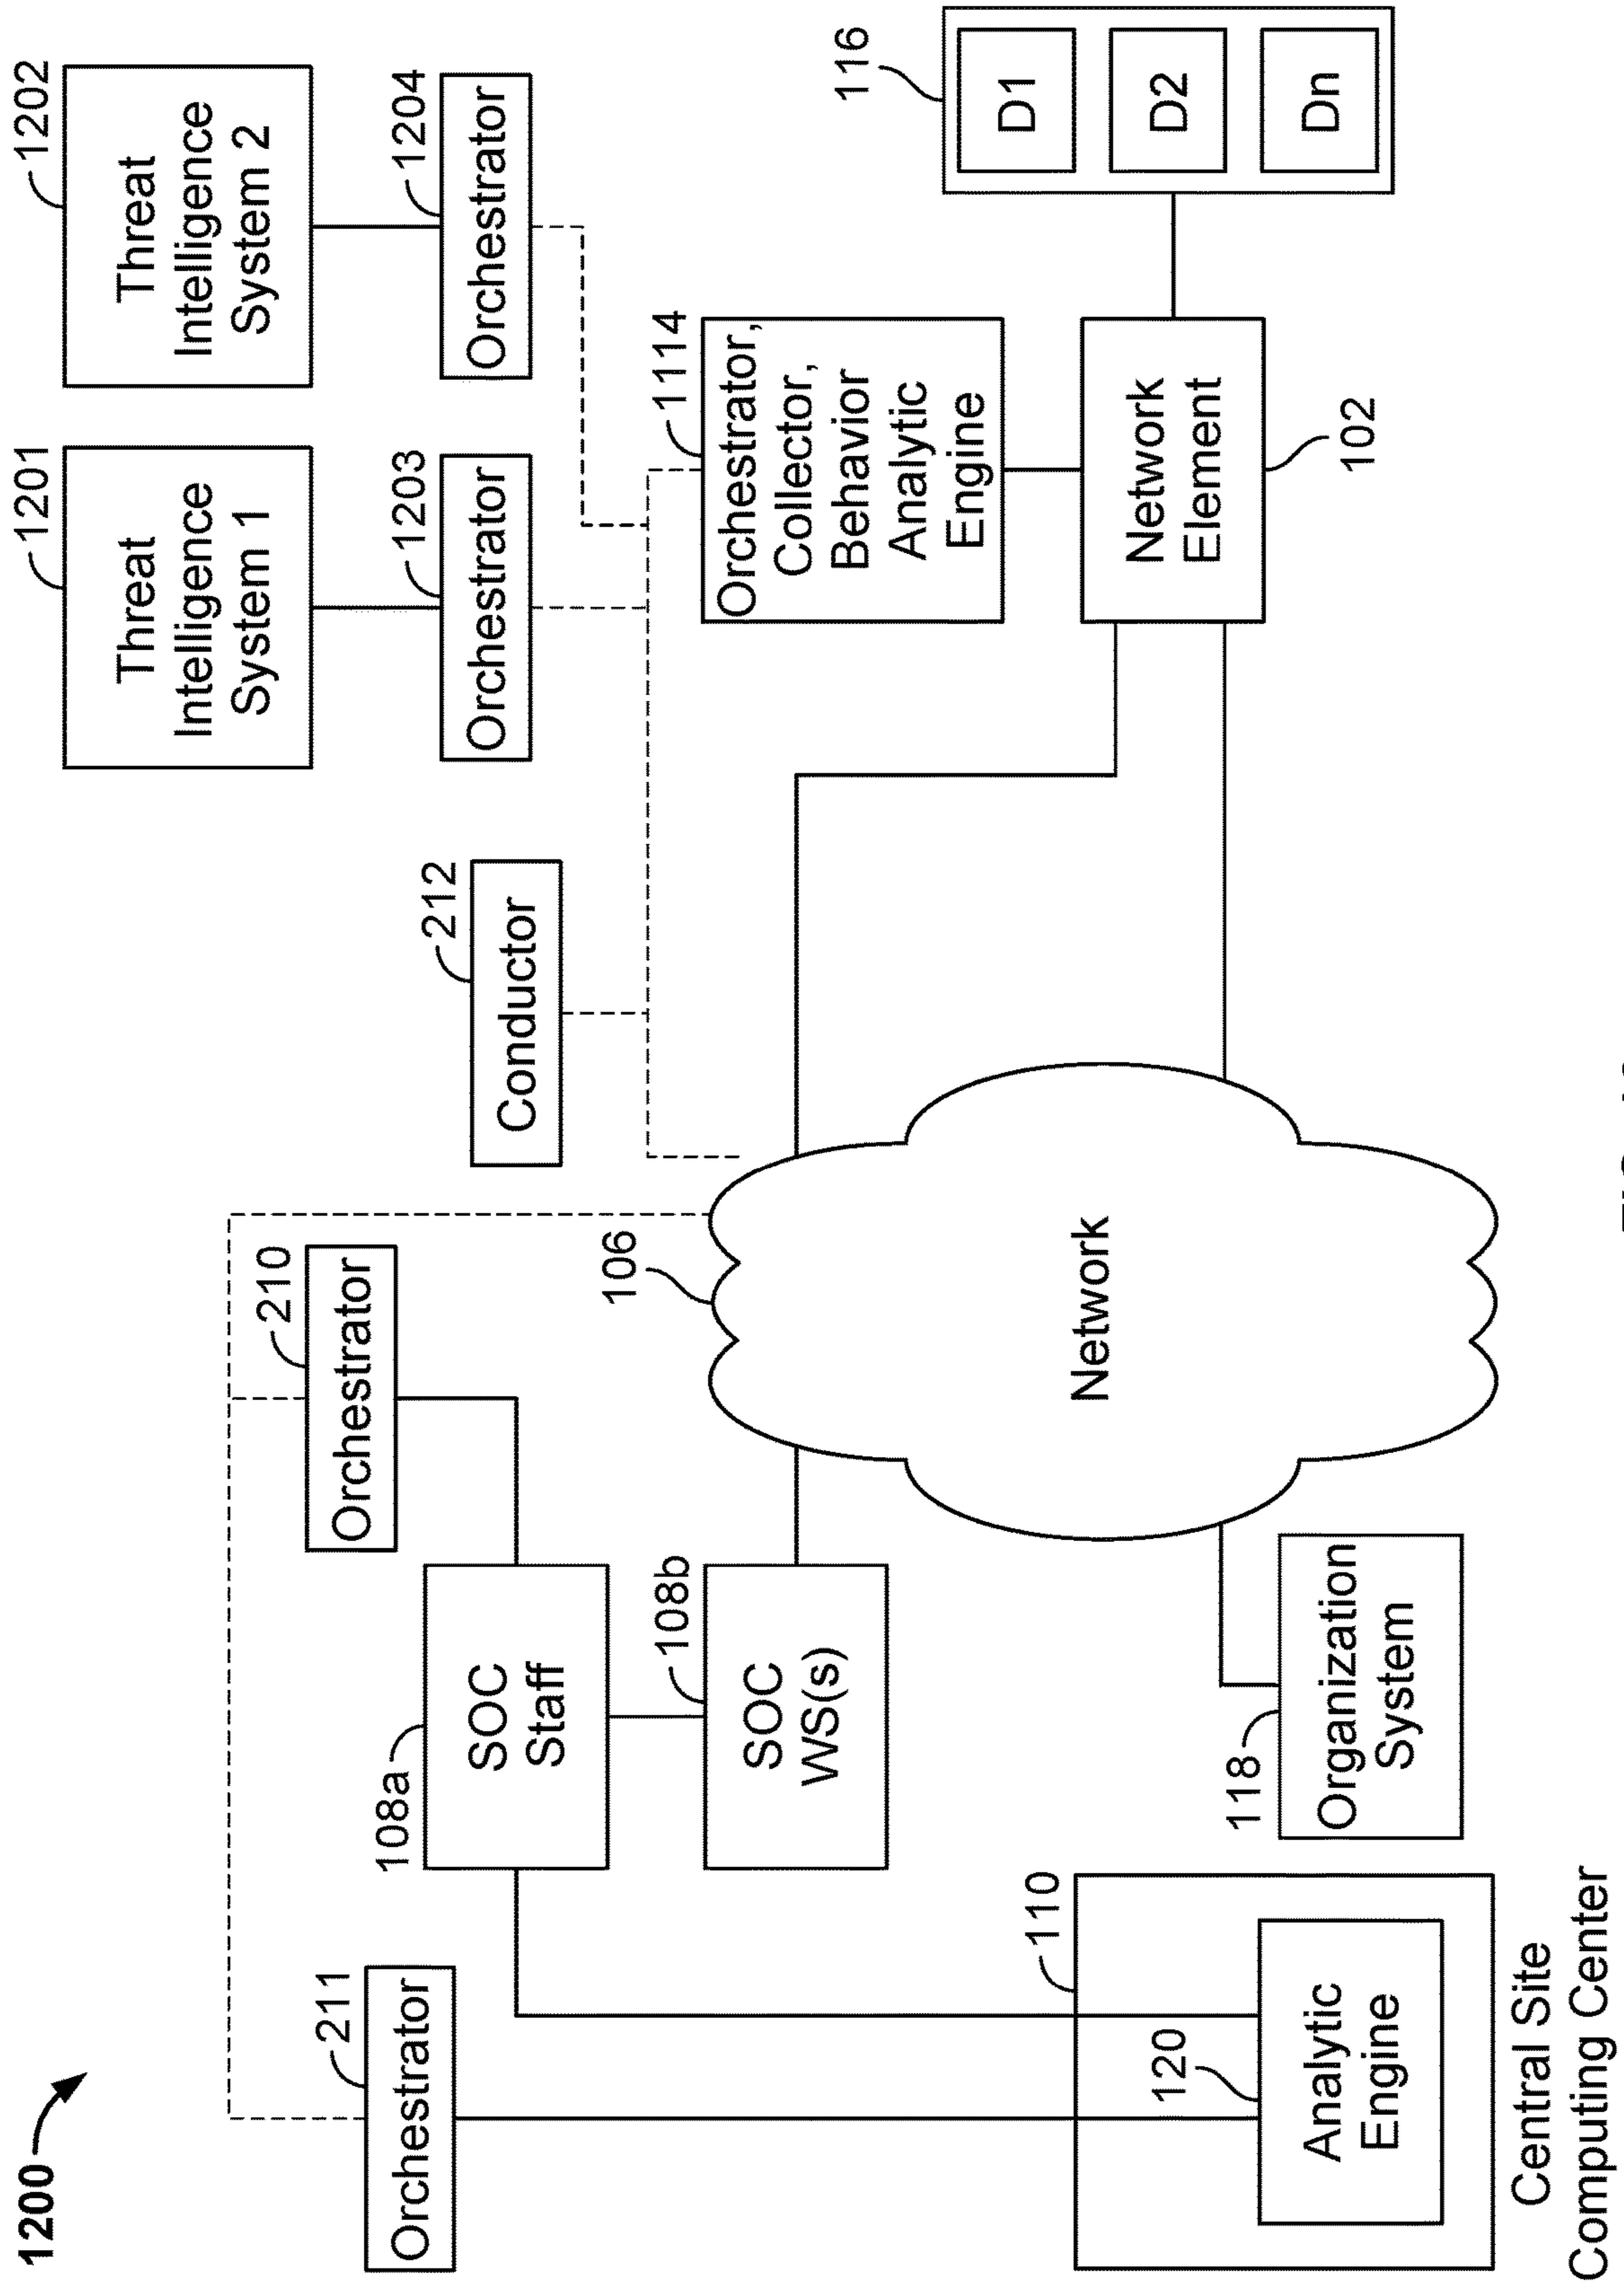 1200
211
Orchestrator
210
Orchestrator
108a
SOC
Staff
108b
SOC
WS(s)
110
120
Analytic
Engine
Central Site
Computing Center
118
Organization
System
106
Network
212
Conductor
1201
Threat
Intelligence
System 1
1203
Orchestrator
1202
Threat
Intelligence
System 2
1204
Orchestrator
1114
Orchestrator,
Collector,
Behavior
Analytic
Engine
Network
Element
102
116
D1
D2
Dn